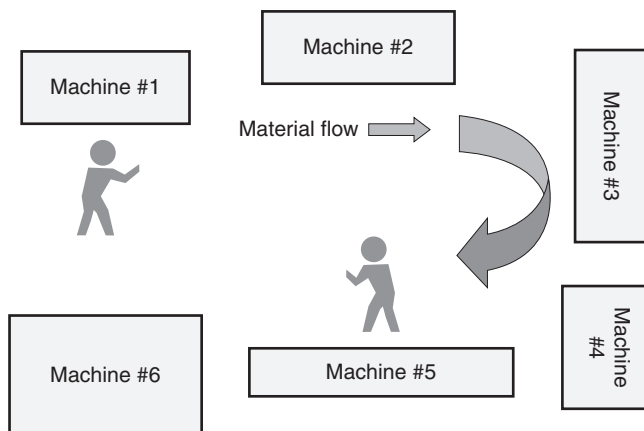 Machine #1
Machine #2
Material flow
Machine #3
Machine
#4
Machine #5
Machine #6